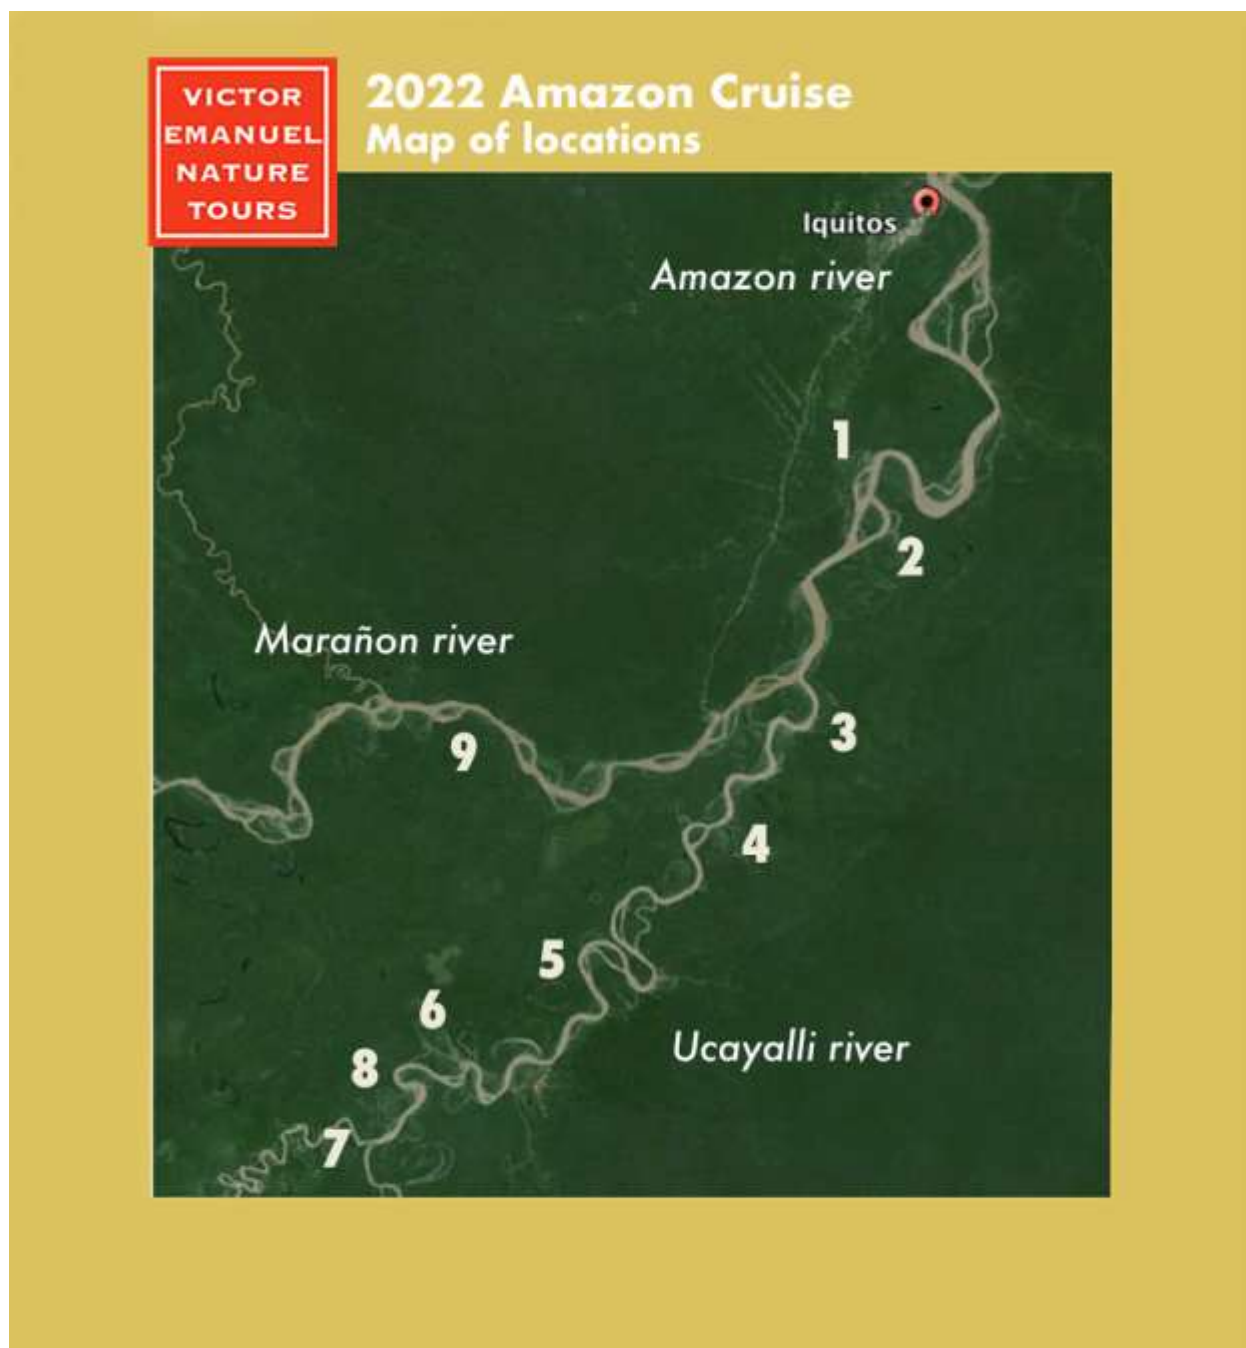 VICTOR
EMANUEL
NATURE
TOURS
2022 Amazon Cruise
Map of locations
Iquitos
Amazon river
1
2
Marañon river
3
9
4
5
6
Ucayalli river
8
7